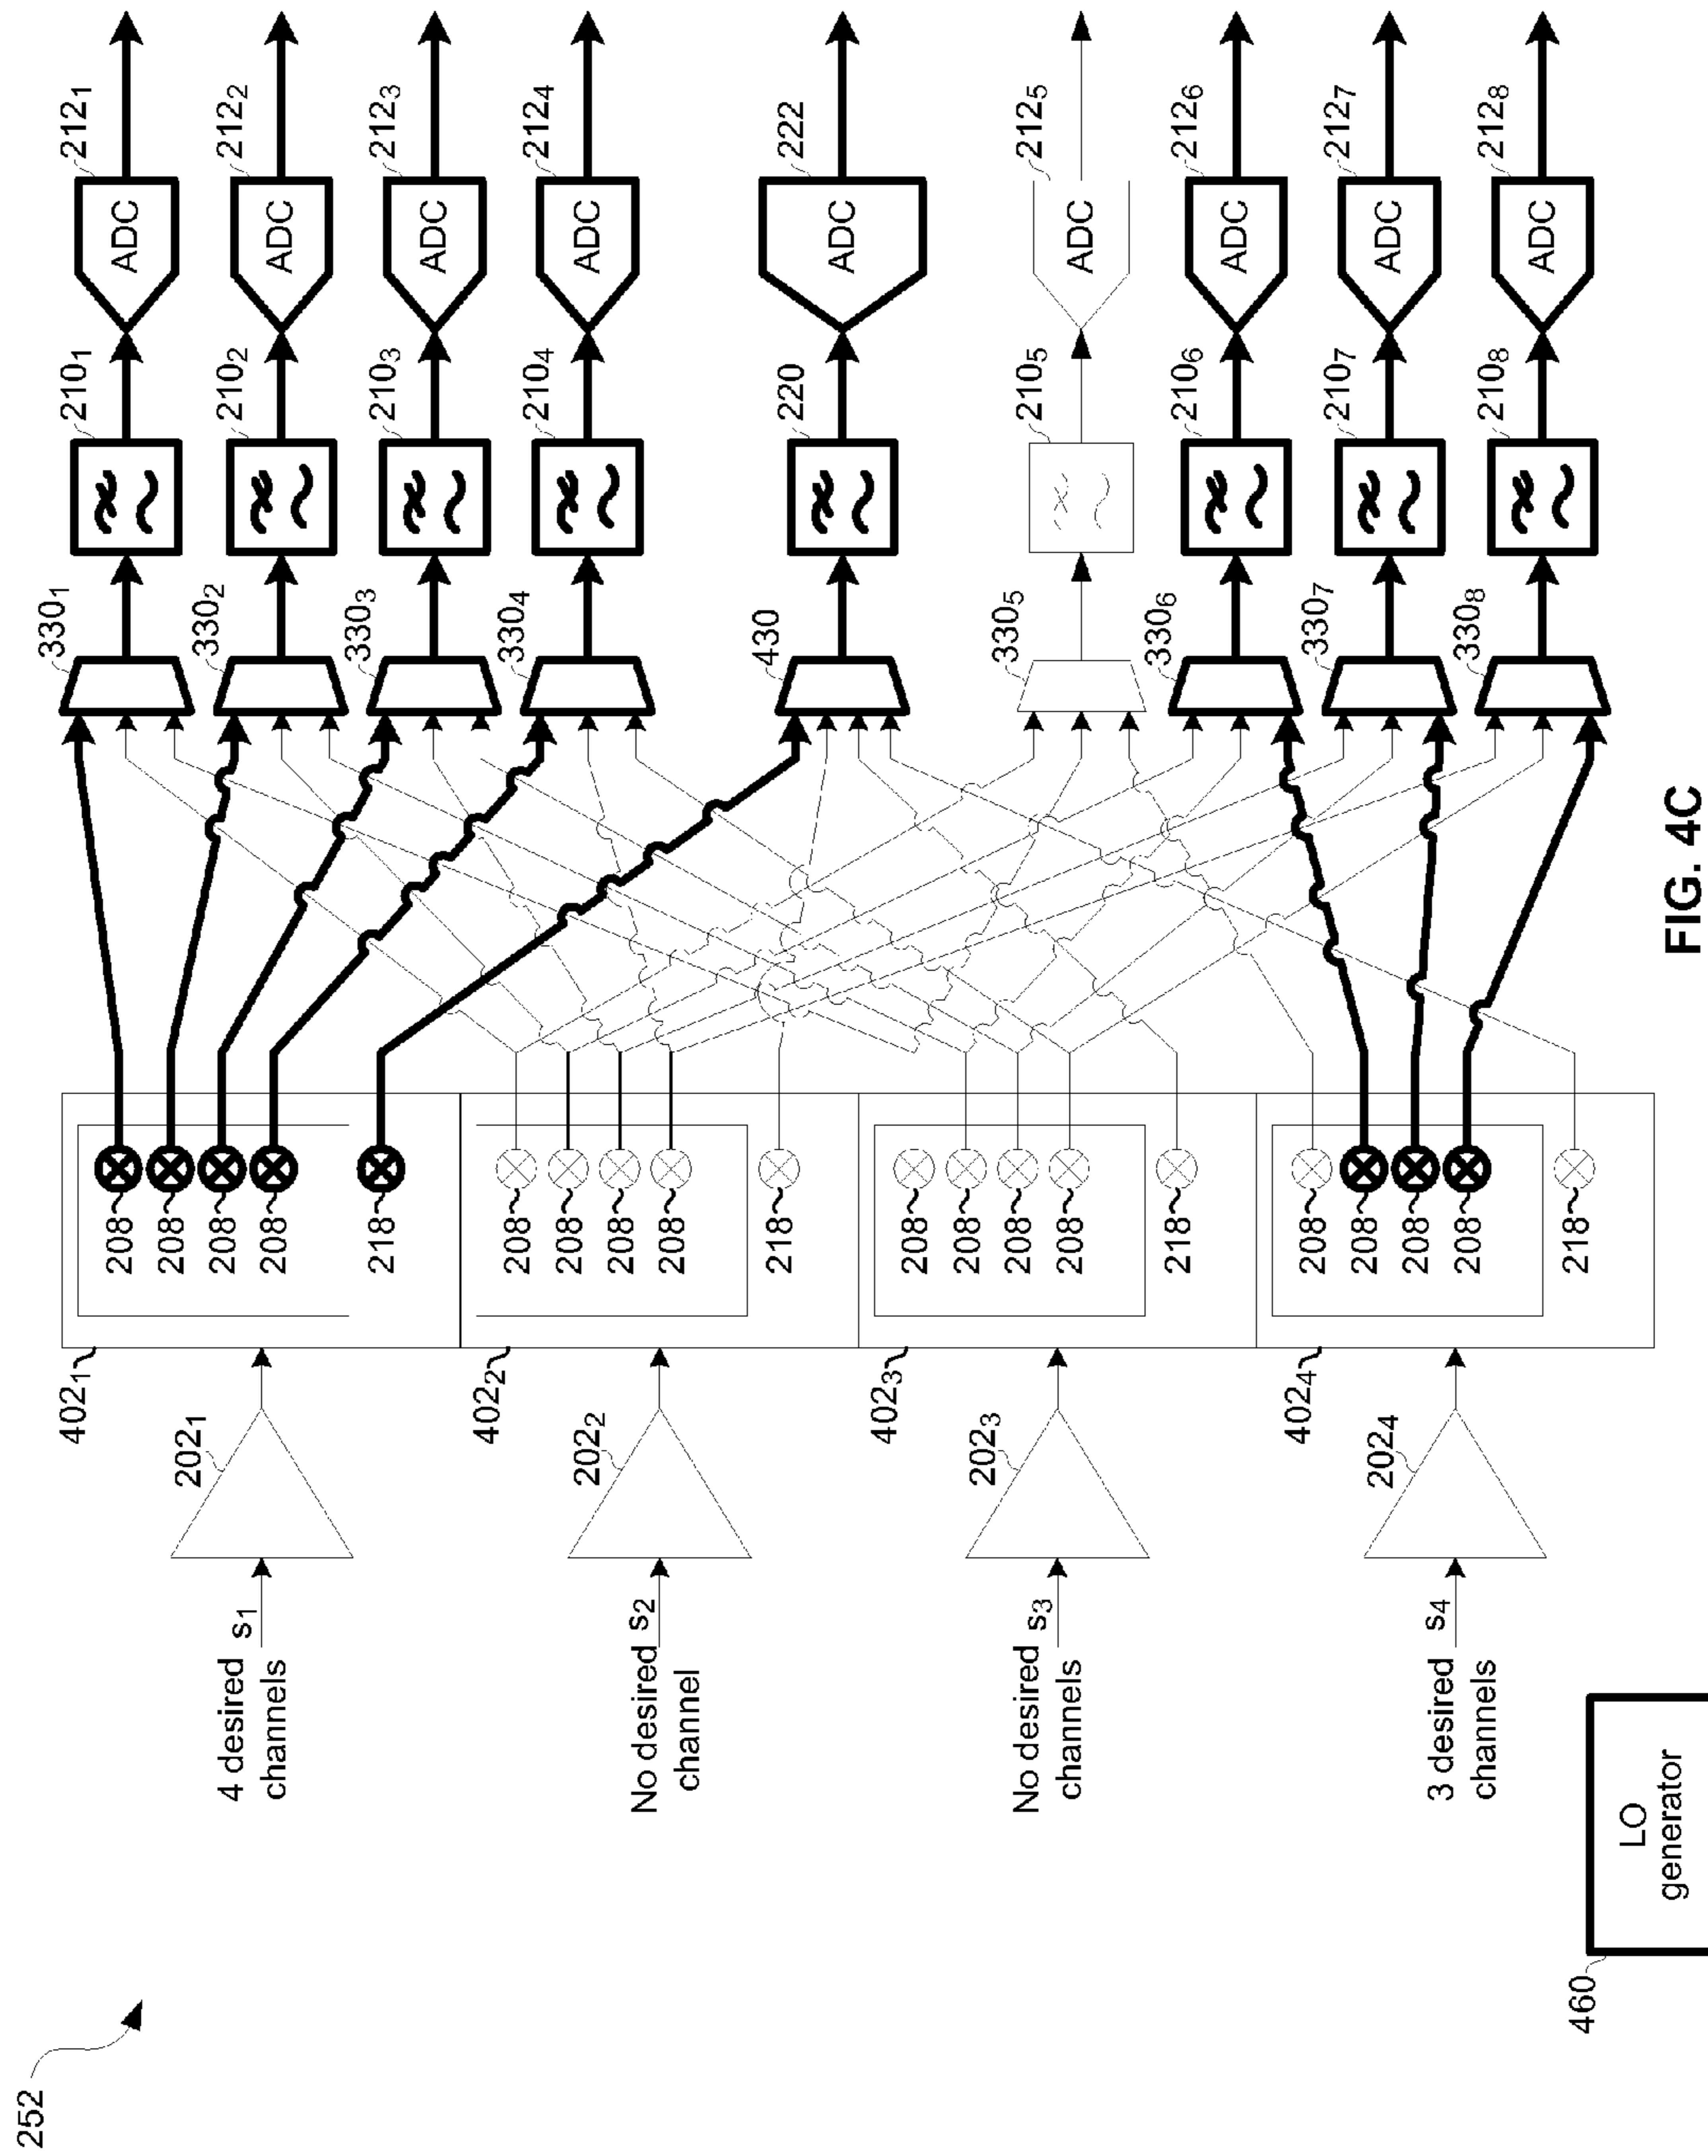 252
2121
2122
2123
2124
222
2125
2126
2127
2128
ADC
ADC
ADC
ADC
ADC
ADC
ADC
ADC
ADC
2101
2102
2103
2104
220
2105
2106
2107
2108
3301
3302
3303
3304
430
3305
3306
3307
3308
208
208
208
208
218
208
208
208
208
218
208
208
208
208
218
208
208
208
208
218
4021
4022
4023
4024
2021
2022
2023
2024
s1
s2
s3
s4
4 desired
channels
No desired
channel
No desired
channels
3 desired
channels
LO
generator
460
FIG. 4C